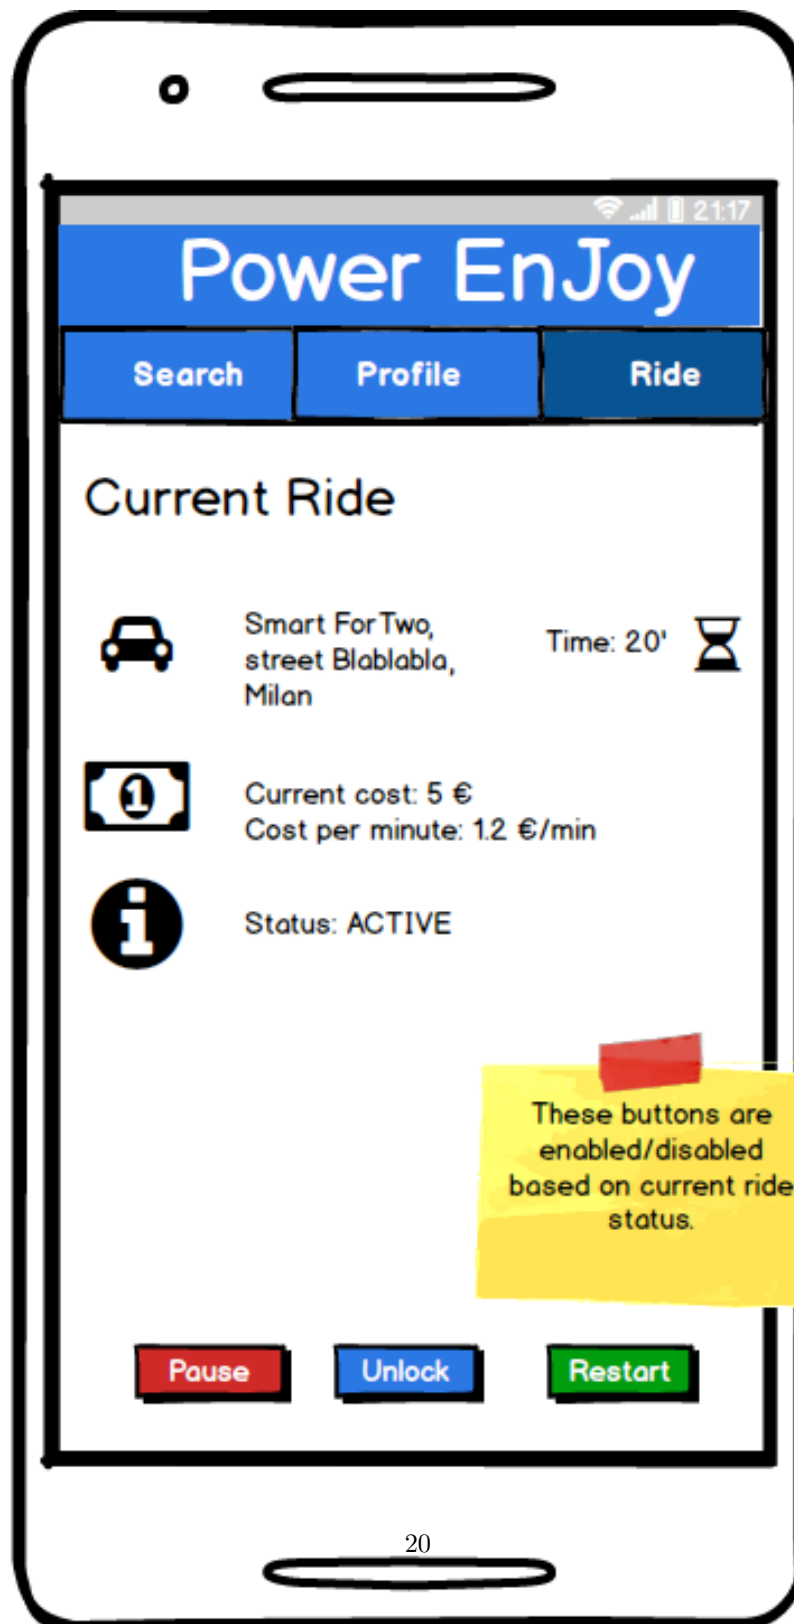 21:17
Power EnJoy
Search
Profile
Ride
Current Ride
Smart ForTwo,
street Blablabla,
Milan
Time: 20'
1
Current cost: 5 €
Cost per minute: 1.2 €/min
i
Status: ACTIVE
These buttons are
enabled/disabled
based on current ride
status.
Pause
Unlock
Restart
20